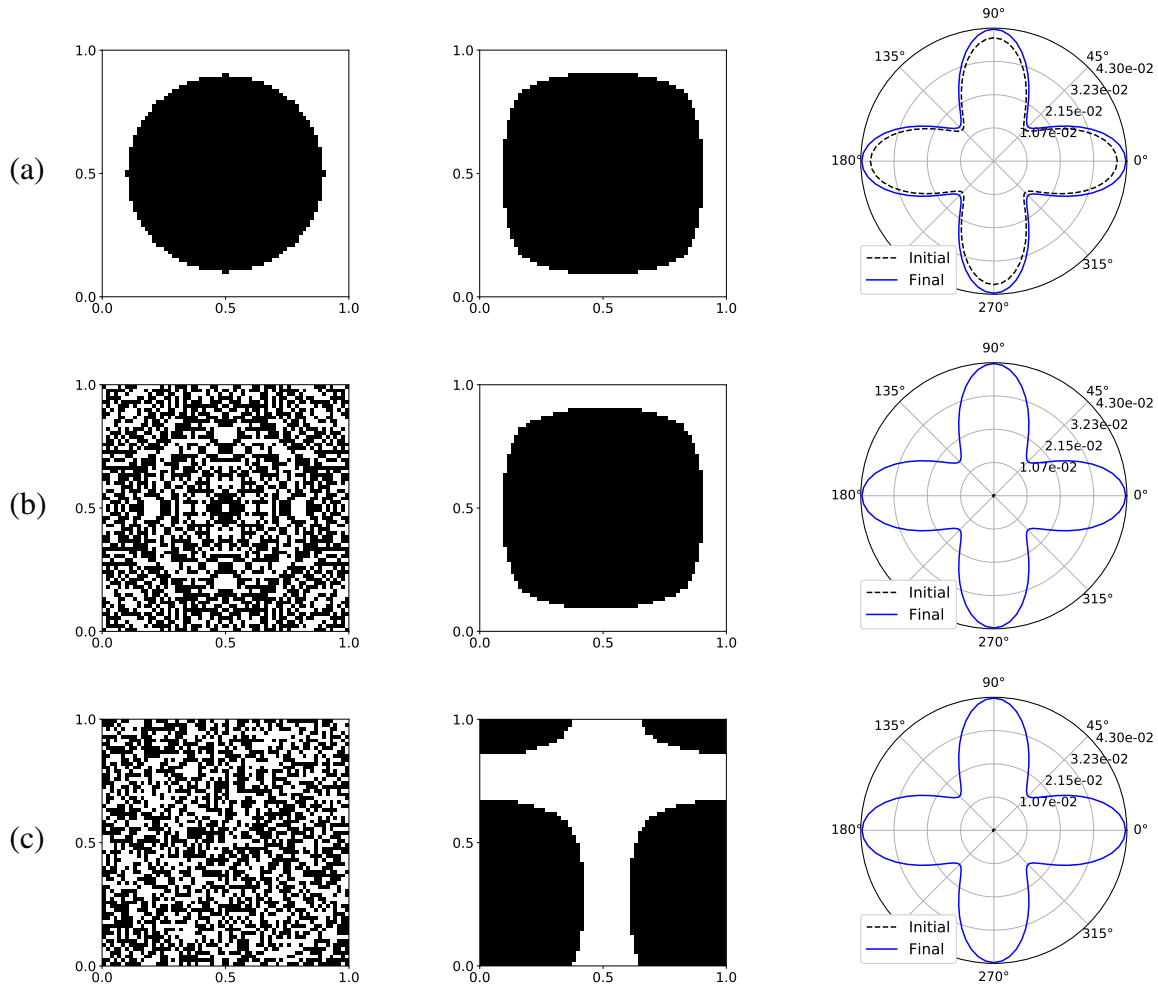 (a)
1.0
0.5
0.0
0.0 0.5 1.0
1.0
0.5
0.0
0.0 0.5 1.0
90°
135° 45°
4.30e-02
3.23e-02
2.15e-02
1.07e-02
180° 0°
Initial
Final
315°
270°
(b)
1.0
0.5
0.0
0.0 0.5 1.0
1.0
0.5
0.0
0.0 0.5 1.0
90°
135° 45°
4.30e-02
3.23e-02
2.15e-02
1.07e-02
180° 0°
Initial
Final
315°
270°
(c)
1.0
0.5
0.0
0.0 0.5 1.0
1.0
0.5
0.0
0.0 0.5 1.0
90°
135° 45°
4.30e-02
3.23e-02
2.15e-02
1.07e-02
180° 0°
Initial
Final
315°
270°